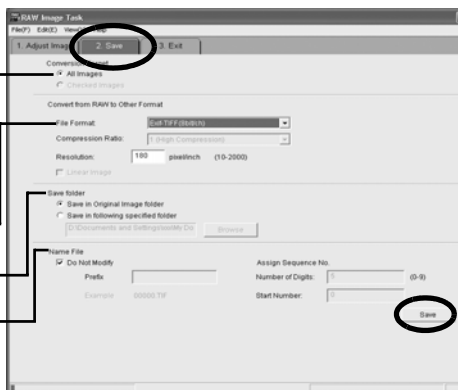 RAW Image Task
File(F) Edit(E) View(V) Help
1. Adjust Image 2. Save 3. Exit
Conversion Target
All Images
Checked Images
Convert from RAW to Other Format
File Format: Exif-TIFF(8bit/ch)
Compression Ratio: 1 (High Compression)
Resolution: 180 pixel/inch (10-2000)
Linear Image
Save folder
Save in Original Image folder
Save in following specified folder
D:\Documents and Settings\ Browse
Name File
Do Not Modify Assign Sequence No.
Prefix Number of Digits: 5 (0-9)
Example 00000.TIF Start Number: 0
Save